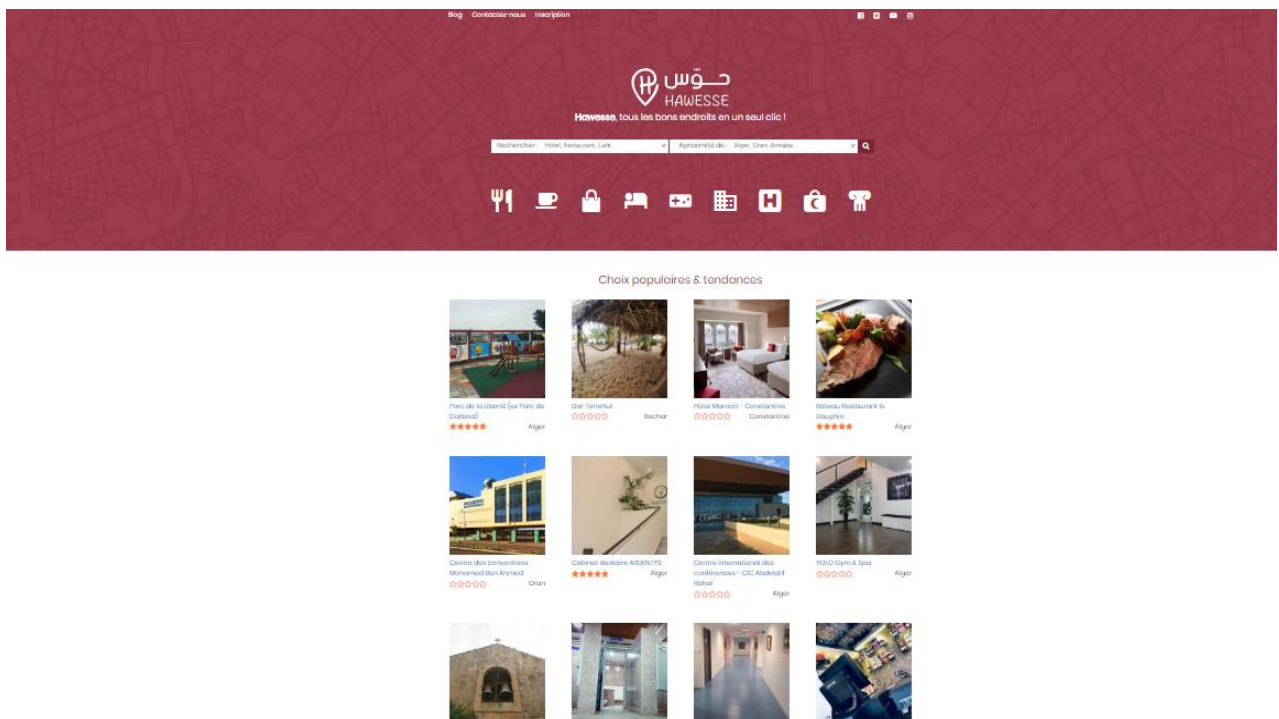 Blog Contactez-nous Inscription
حوّس
HAWESSE
Hawesse, tous les bons endroits en un seul clic !
Rechercher : Hôtel, Restaurant, Café
Aproximité de : Alger, Oran, Annaba
Choix populaires & tendances
Parc de la Liberté (ex Parc de
Galland)
Alger
Dar Terrehut
Bechar
Hôtel Marriott - Constantine
Constantine
Bateau Restaurant le
Dauphin
Alger
Centre des conventions
Mohamed Ben Ahmed
Oran
Cabinet dentaire ARDENTYS
Alger
Centre international des
conférences - CIC Abdelatif
Rahal
Alger
YOLO Gym & Spa
Alger